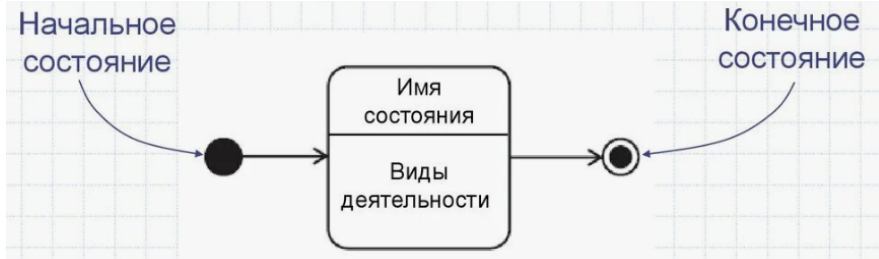 Начальное
состояние
Конечное
состояние
Имя
состояния
Виды
деятельности